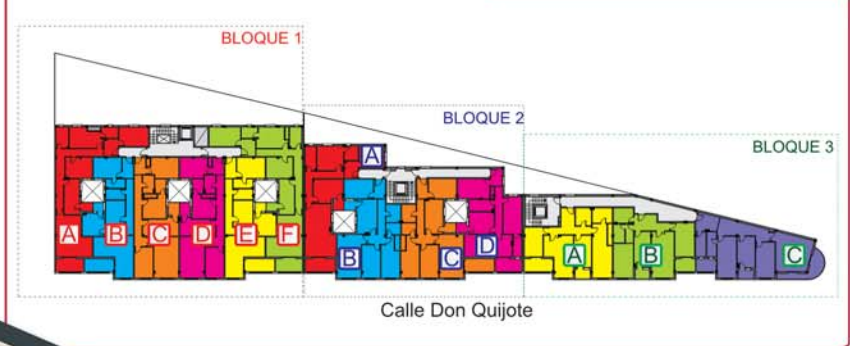 BLOQUE 1
BLOQUE 2
BLOQUE 3
A
A B C D E F
B C D
A B C
Calle Don Quijote